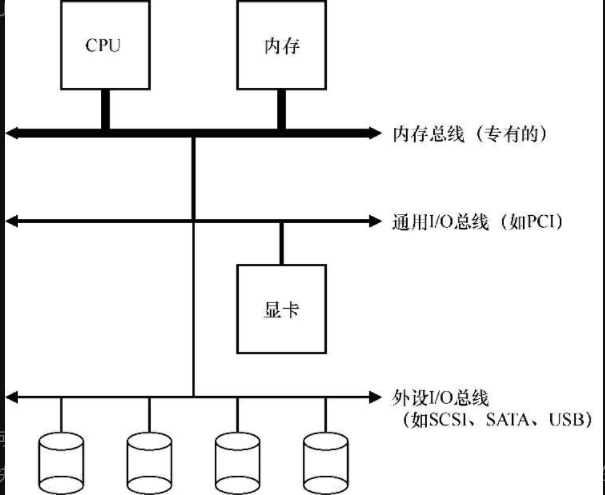 CPU
内存
内存总线（专有的）
通用I/O总线（如PCI）
显卡
外设I/O总线
（如SCSI、SATA、USB）